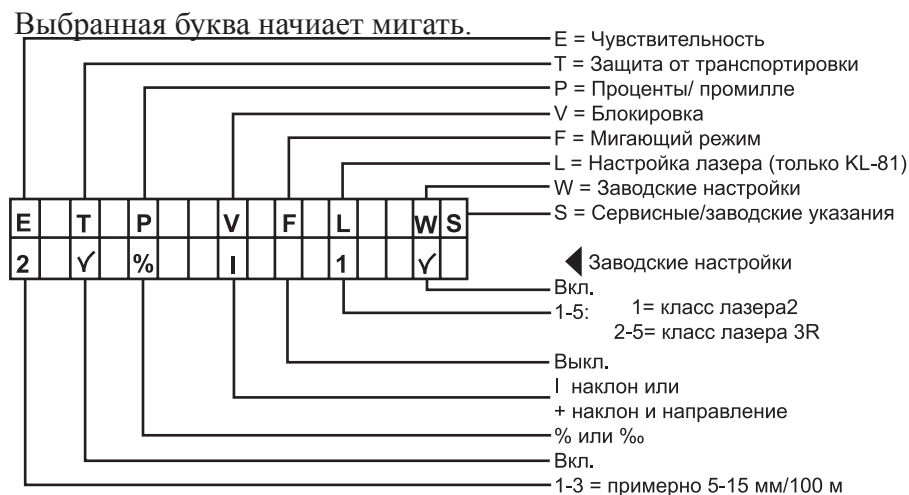 Выбранная буква начиает мигать.
E = Чувствительность
T = Защита от транспортировки
P = Проценты/ промилле
V = Блокировка
F = Мигающий режим
L = Настройка лазера (только KL-81)
W = Заводские настройки
S = Сервисные/заводские указания
E T P V F L W S
2 √ % I 1 √
Заводские настройки
Вкл.
1-5: 1= класс лазера2
2-5= класс лазера 3R
Выкл.
I наклон или
+ наклон и направление
% или ‰
Вкл.
1-3 = примерно 5-15 мм/100 м